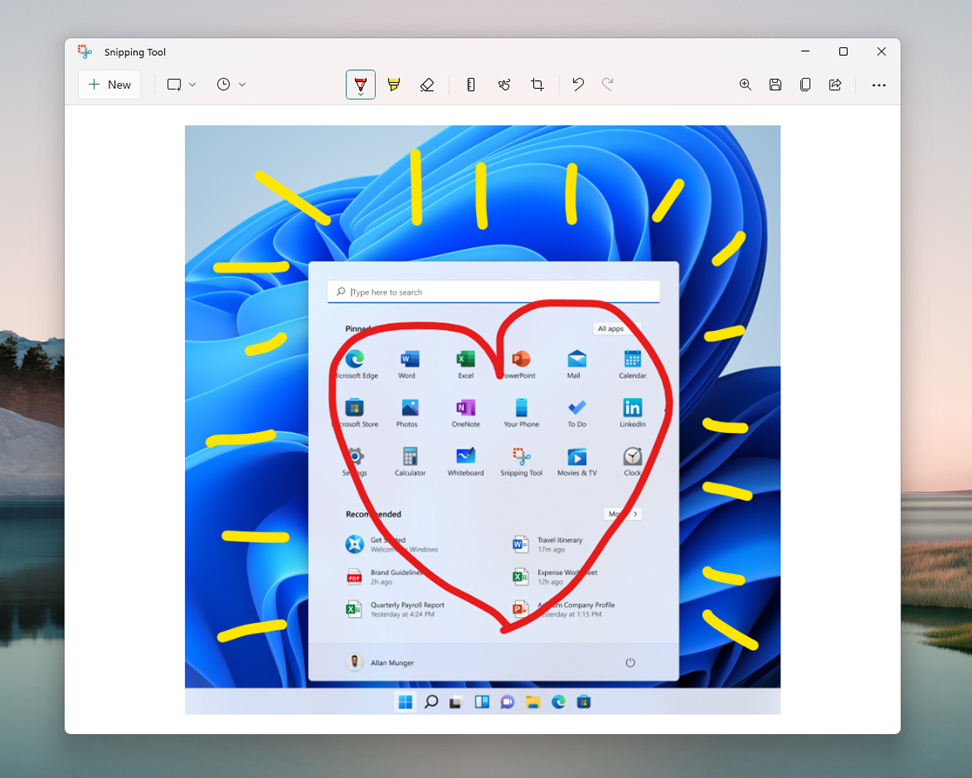 Snipping Tool
New
Type here to search
Pinned
All apps
Microsoft Edge Word Excel PowerPoint Mail Calendar
Microsoft Store Photos OneNote Your Phone To Do LinkedIn
Settings Calculator Whiteboard Snipping Tool Movies & TV Clock
Recommended
More
Get Started
Welcome to Windows
Travel itinerary
17m ago
Brand Guidelines
2h ago
Expense Worksheet
12h ago
Quarterly Payroll Report
Yesterday at 4:24 PM
Company Profile
Yesterday at 1:15 PM
Allan Munger
PDF